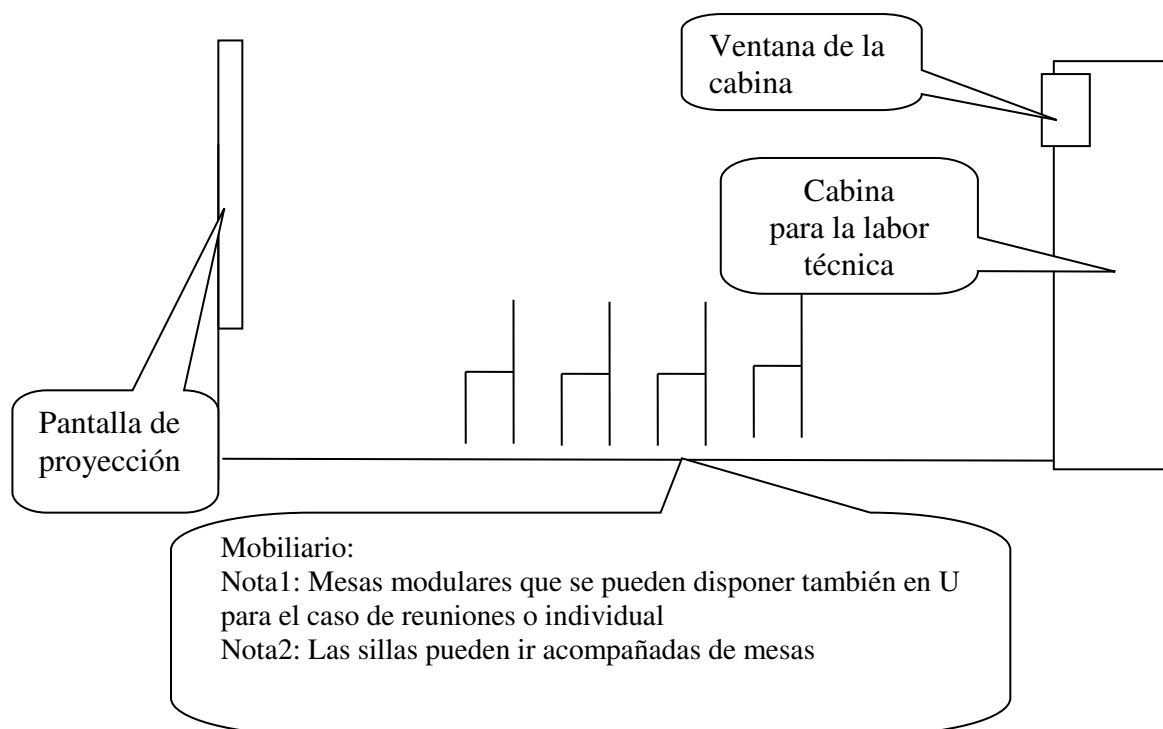 Ventana de la
cabina
Cabina
para la labor
técnica
Pantalla de
proyección
Mobiliario:
Nota1: Mesas modulares que se pueden disponer también en U
para el caso de reuniones o individual
Nota2: Las sillas pueden ir acompañadas de mesas